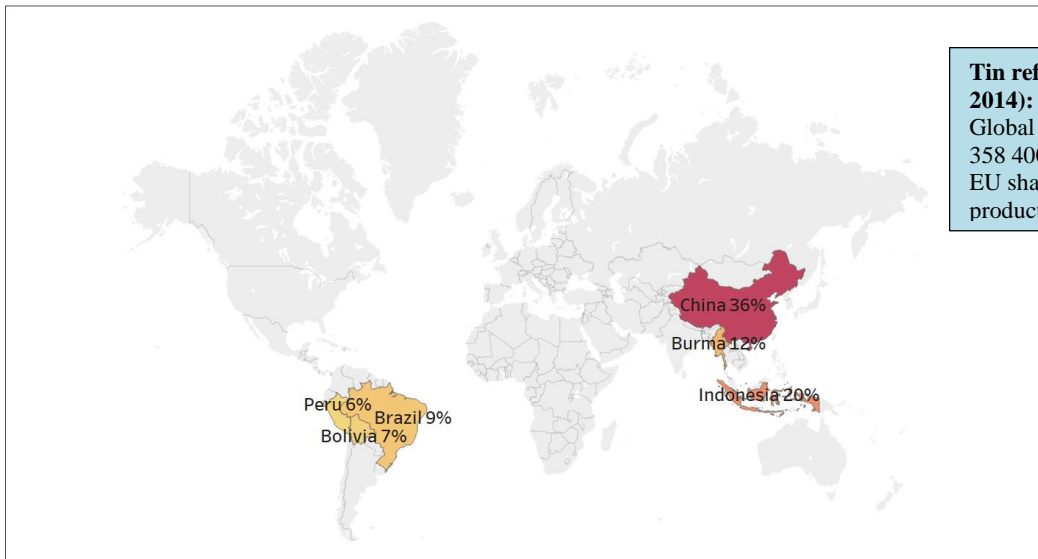 Tin ref
2014):
Global
358 400
EU sha
product
China 36%
Burma 12%
Indonesia 20%
Peru 6%
Brazil 9%
Bolivia 7%